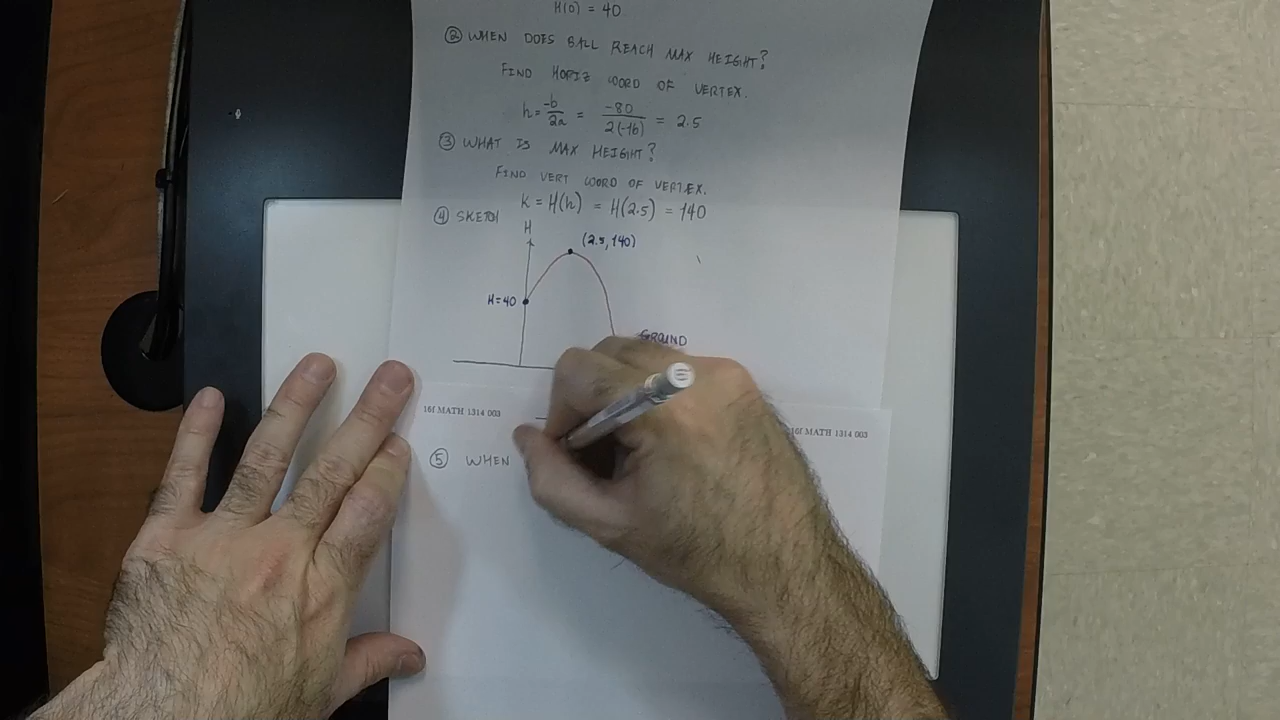 H(0) = 40
② WHEN DOES BALL REACH MAX HEIGHT?
FIND HORIZ COORD OF VERTEX.
h = -b/2a = -80/2(-16) = 2.5
③ WHAT IS MAX HEIGHT?
FIND VERT COORD OF VERTEX.
K = H(h) = H(2.5) = 140
④ SKETCH
H
(2.5, 140)
H=40
GROUND
16f MATH 1314 003
16f MATH 1314 003
⑤ WHEN